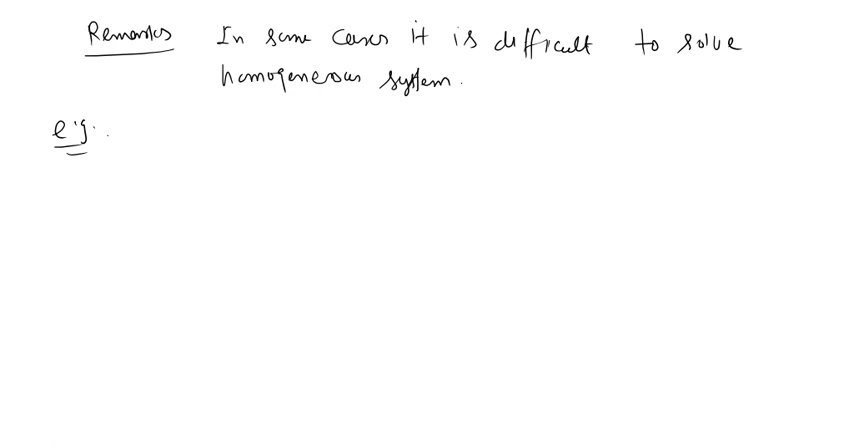 Remarks In some cases it is difficult to solve
homogeneous system.
e.g.